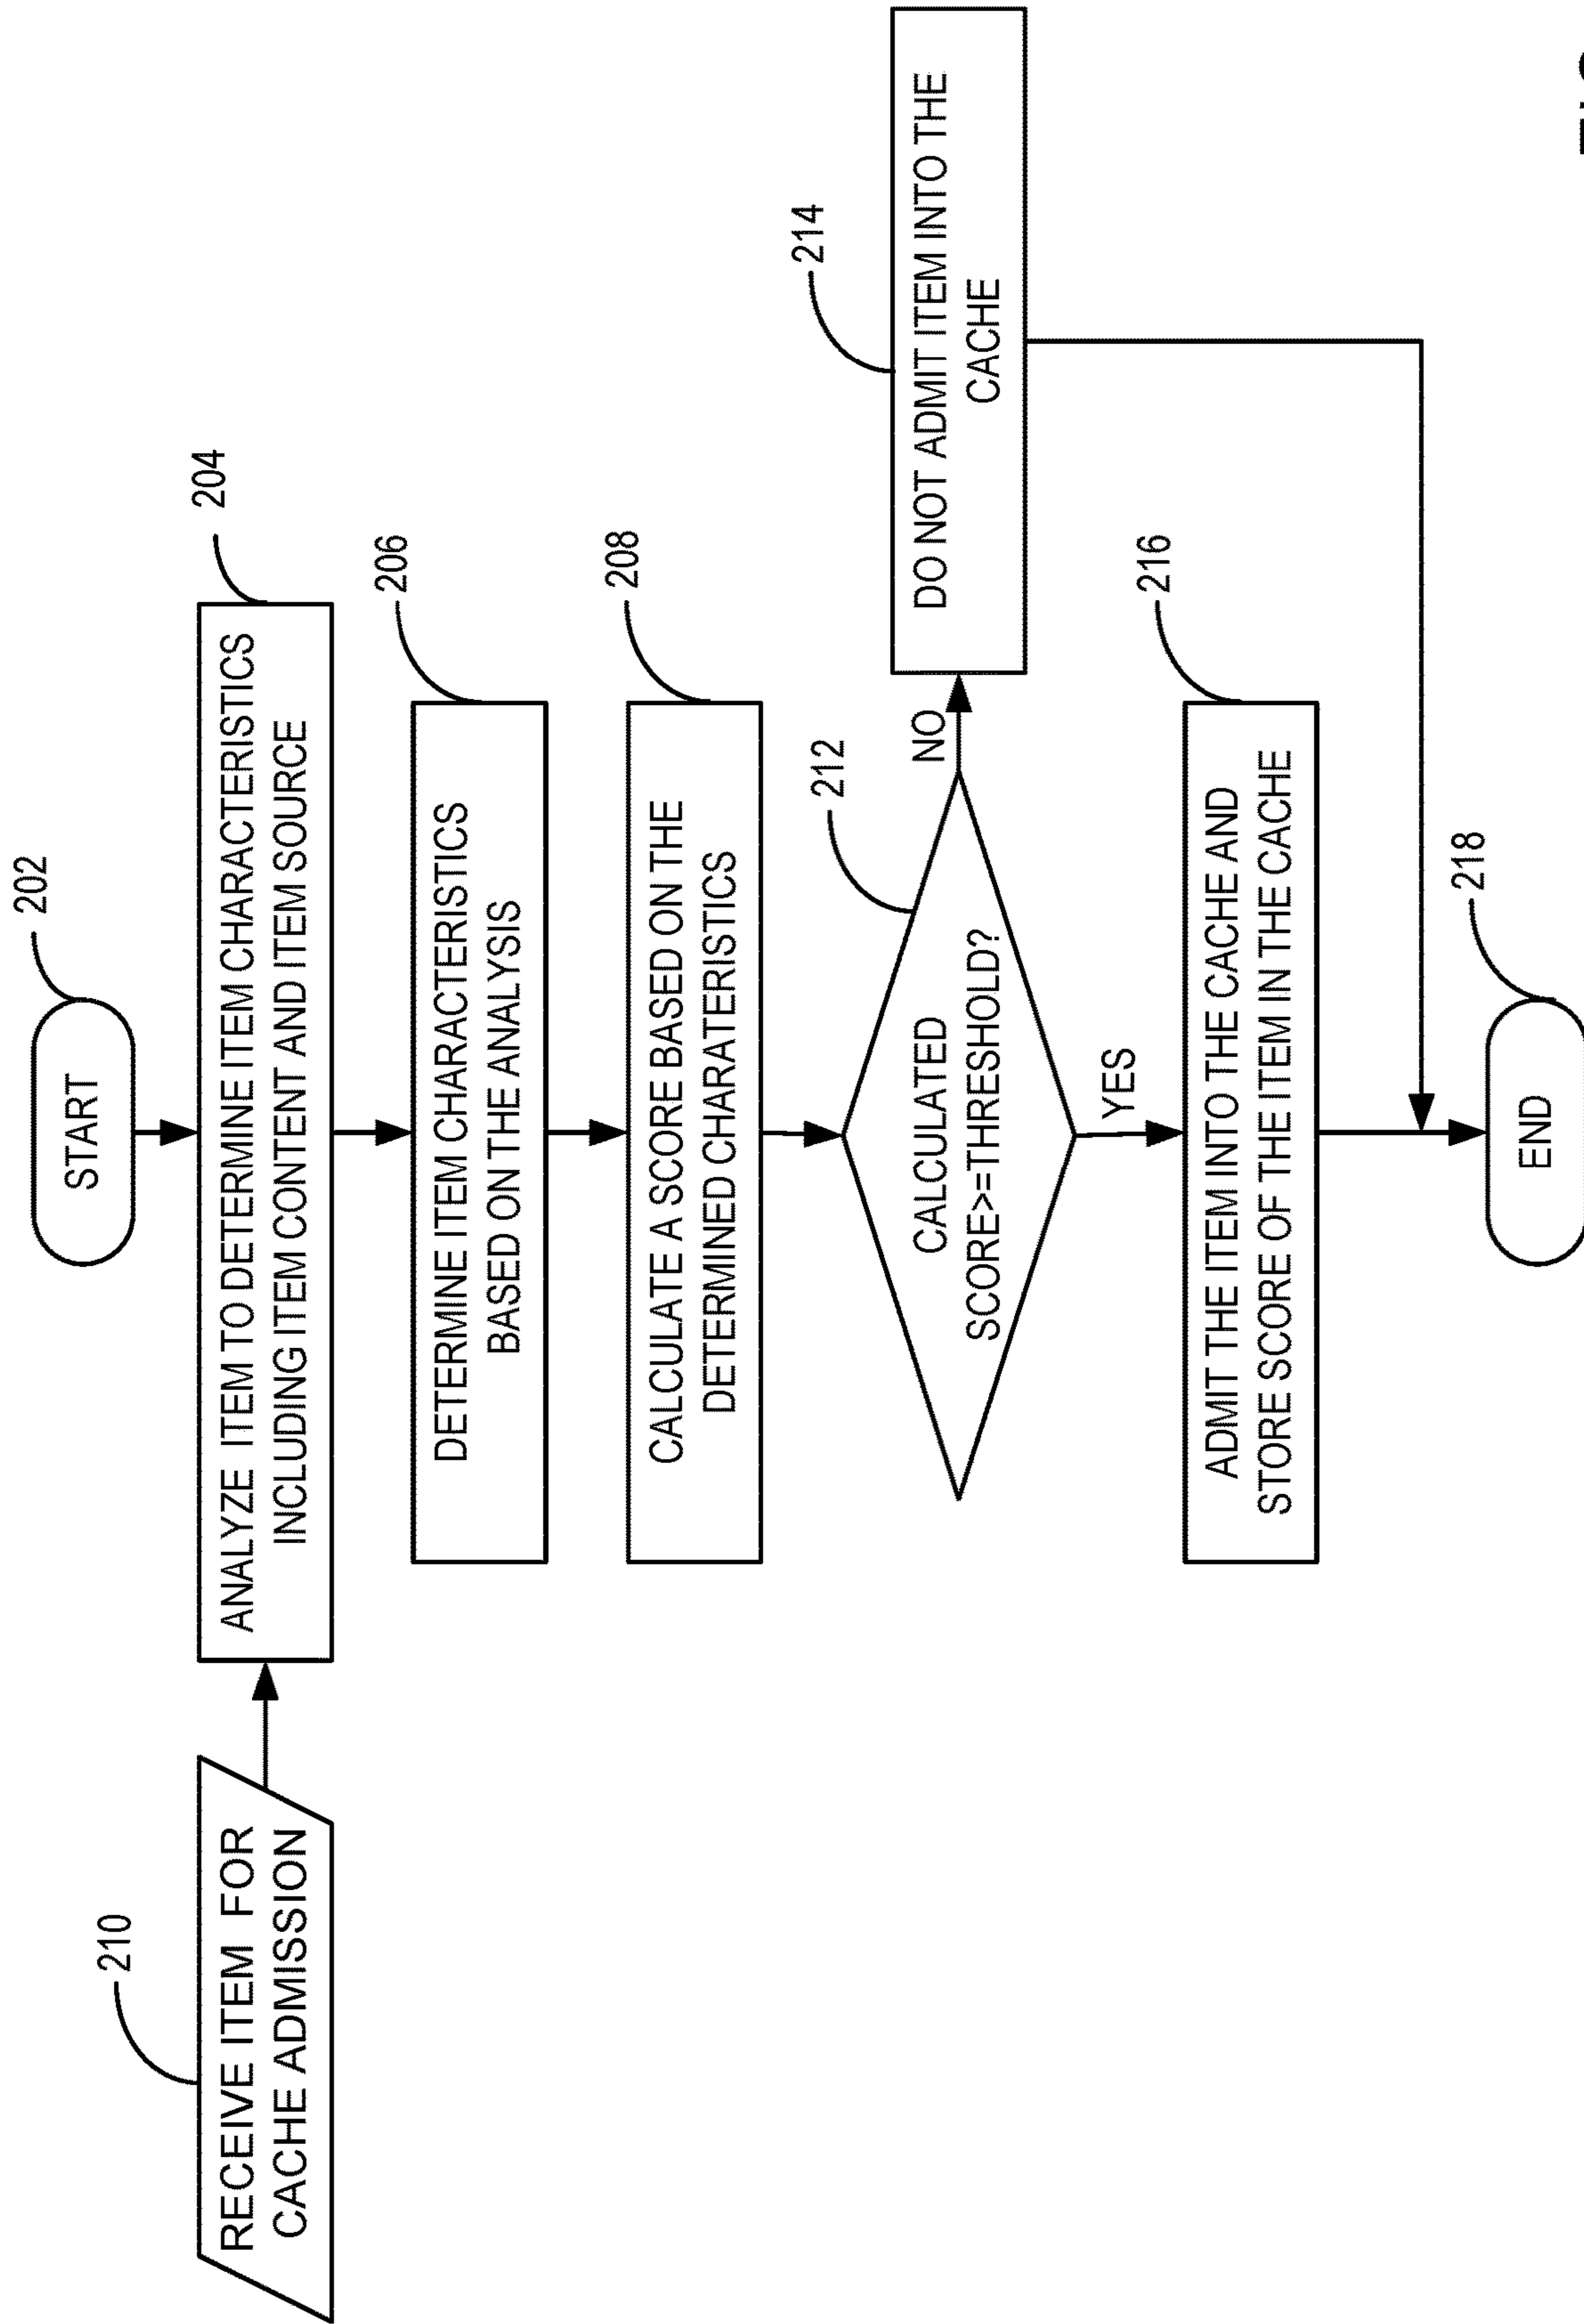 202
START
210
RECEIVE ITEM FOR
CACHE ADMISSION
204
ANALYZE ITEM TO DETERMINE ITEM CHARACTERISTICS
INCLUDING ITEM CONTENT AND ITEM SOURCE
206
DETERMINE ITEM CHARACTERISTICS
BASED ON THE ANALYSIS
208
CALCULATE A SCORE BASED ON THE
DETERMINED CHARATERISTICS
212
CALCULATED
SCORE>=THRESHOLD?
NO
214
DO NOT ADMIT ITEM INTO THE
CACHE
YES
216
ADMIT THE ITEM INTO THE CACHE AND
STORE SCORE OF THE ITEM IN THE CACHE
218
END